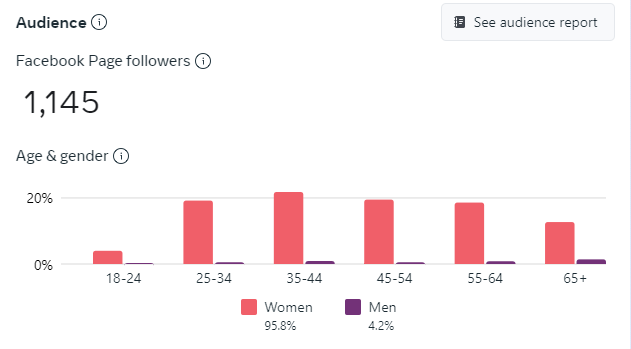 Audience
See audience report
Facebook Page followers
1,145
Age & gender
20%
0%
18-24 25-34 35-44 45-54 55-64 65+
Women Men
95.8% 4.2%